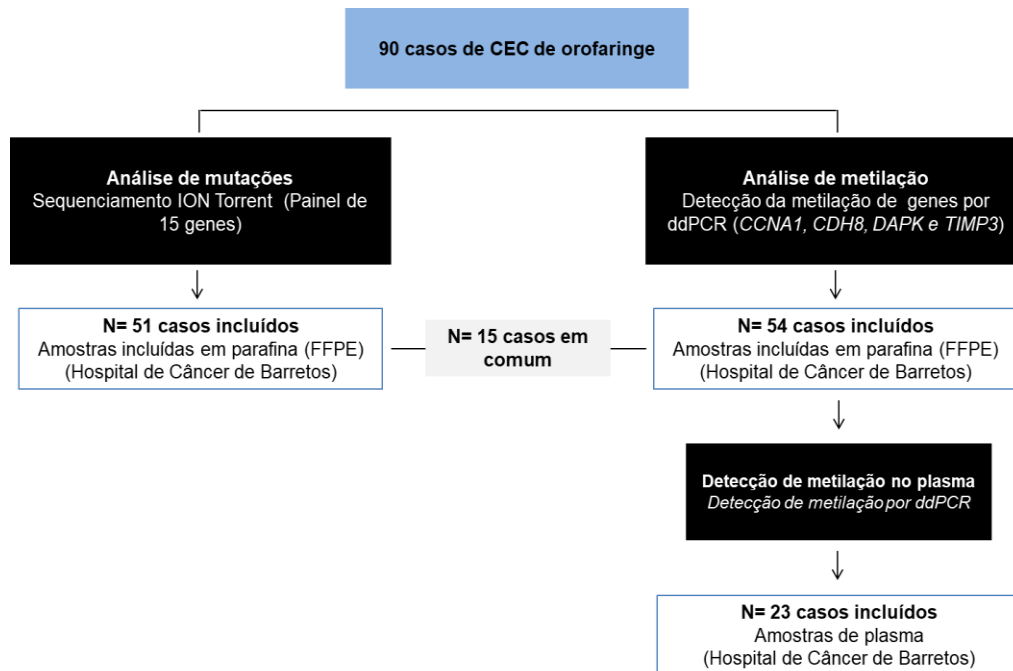 90 casos de CEC de orofaringe
Análise de mutações
Sequenciamento ION Torrent (Painel de
15 genes)
Análise de metilação
Detecção da metilação de genes por
ddPCR (CCNA1, CDH8, DAPK e TIMP3)
N= 51 casos incluídos
Amostras incluídas em parafina (FFPE)
(Hospital de Câncer de Barretos)
N= 15 casos em
comum
N= 54 casos incluídos
Amostras incluídas em parafina (FFPE)
(Hospital de Câncer de Barretos)
Detecção de metilação no plasma
Detecção de metilação por ddPCR
N= 23 casos incluídos
Amostras de plasma
(Hospital de Câncer de Barretos)